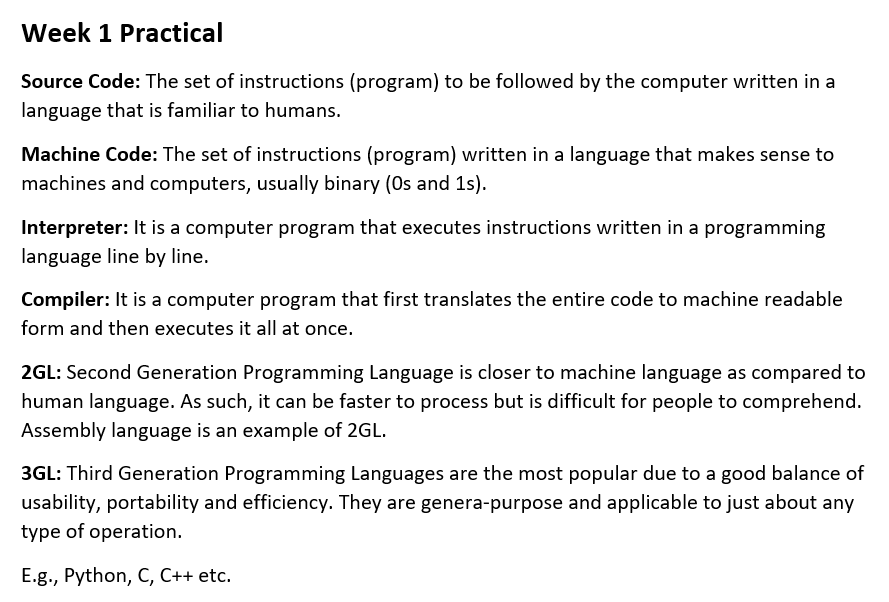 Week 1 Practical
Source Code: The set of instructions (program) to be followed by the computer written in a
language that is familiar to humans.
Machine Code: The set of instructions (program) written in a language that makes sense to
machines and computers, usually binary (0s and 1s).
Interpreter: It is a computer program that executes instructions written in a programming
language line by line.
Compiler: It is a computer program that first translates the entire code to machine readable
form and then executes it all at once.
2GL: Second Generation Programming Language is closer to machine language as compared to
human language. As such, it can be faster to process but is difficult for people to comprehend.
Assembly language is an example of 2GL.
3GL: Third Generation Programming Languages are the most popular due to a good balance of
usability, portability and efficiency. They are genera-purpose and applicable to just about any
type of operation.
E.g., Python, C, C++ etc.